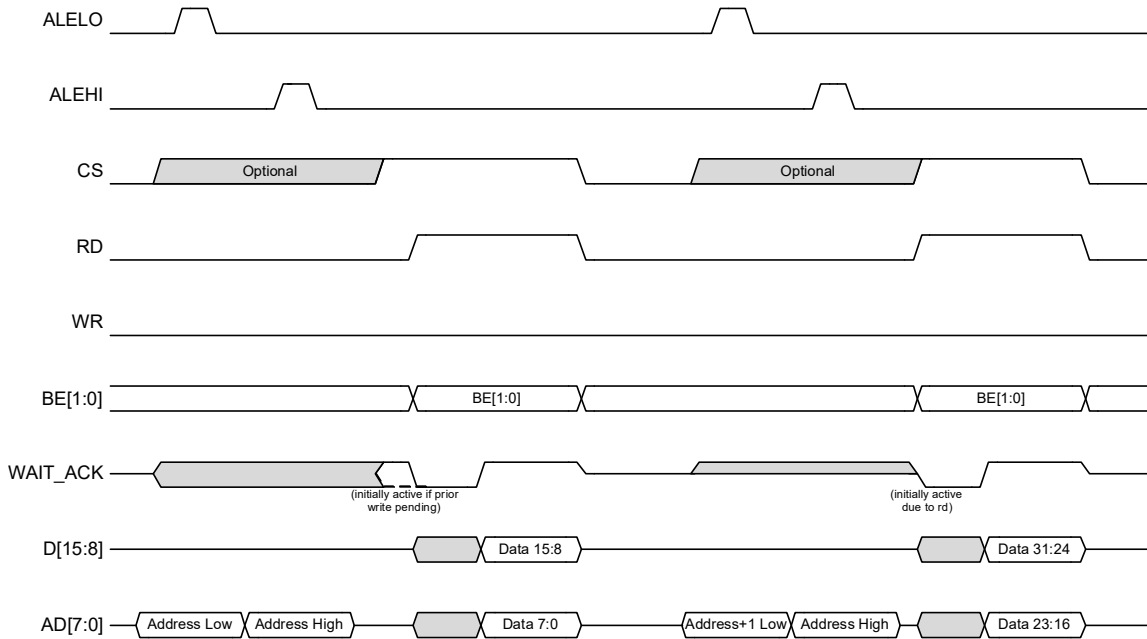 ALELO
ALEHI
CS
Optional
Optional
RD
WR
BE[1:0]
BE[1:0]
BE[1:0]
WAIT_ACK
(initially active if prior
write pending)
(initially active
due to rd)
D[15:8]
Data 15:8
Data 31:24
AD[7:0]
Address Low
Address High
Data 7:0
Address+1 Low
Address High
Data 23:16